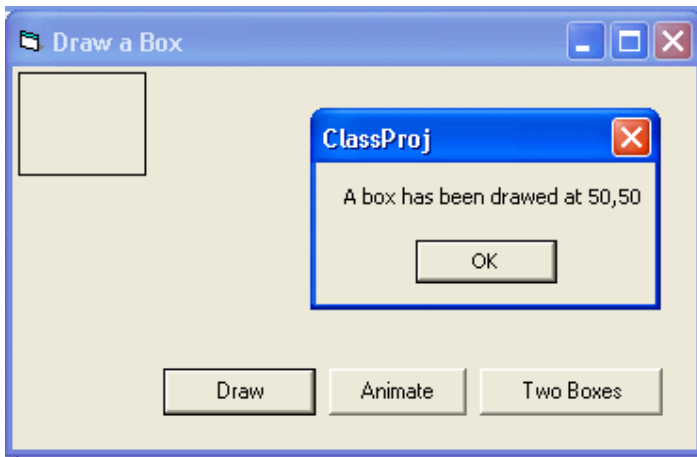 Draw a Box
ClassProj
A box has been drawed at 50,50
OK
Draw Animate Two Boxes